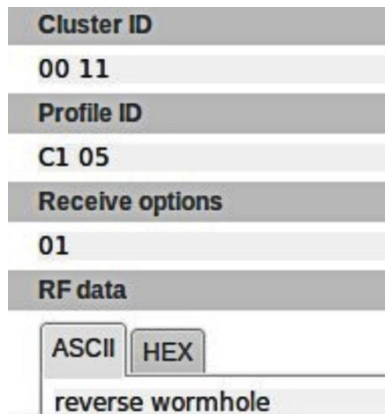 Cluster ID
00 11
Profile ID
C1 05
Receive options
01
RF data
ASCII HEX
reverse wormhole